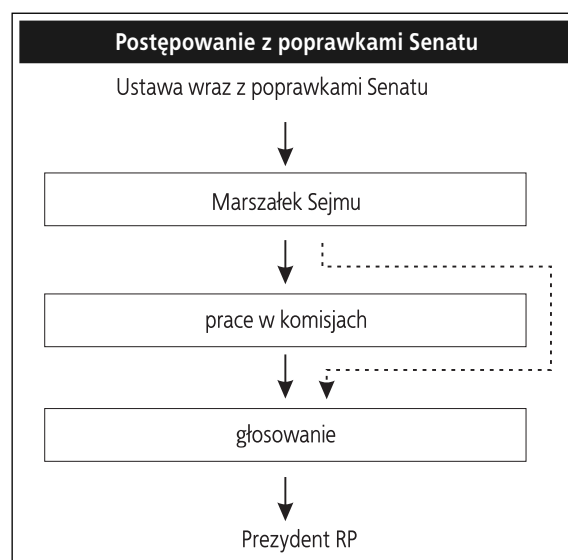 Postępowanie z poprawkami Senatu
Ustawa wraz z poprawkami Senatu
Marszałek Sejmu
prace w komisjach
głosowanie
Prezydent RP